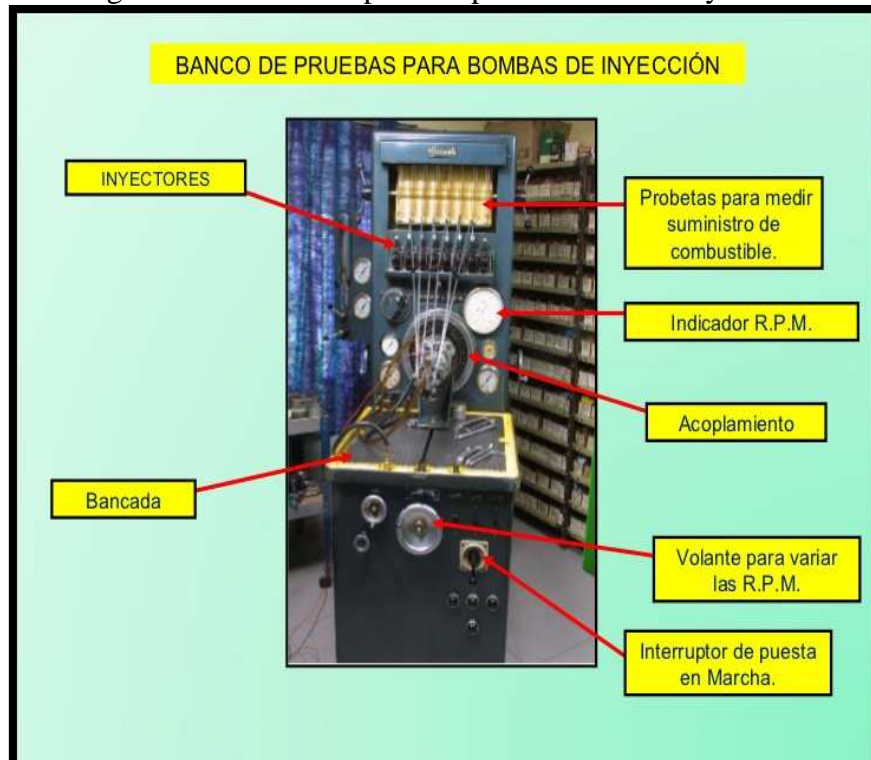 BANCO DE PRUEBAS PARA BOMBAS DE INYECCIÓN
INYECTORES
Probetas para medir
suministro de
combustible.
Indicador R.P.M.
Acoplamiento
Bancada
Volante para variar
las R.P.M.
Interruptor de puesta
en Marcha.